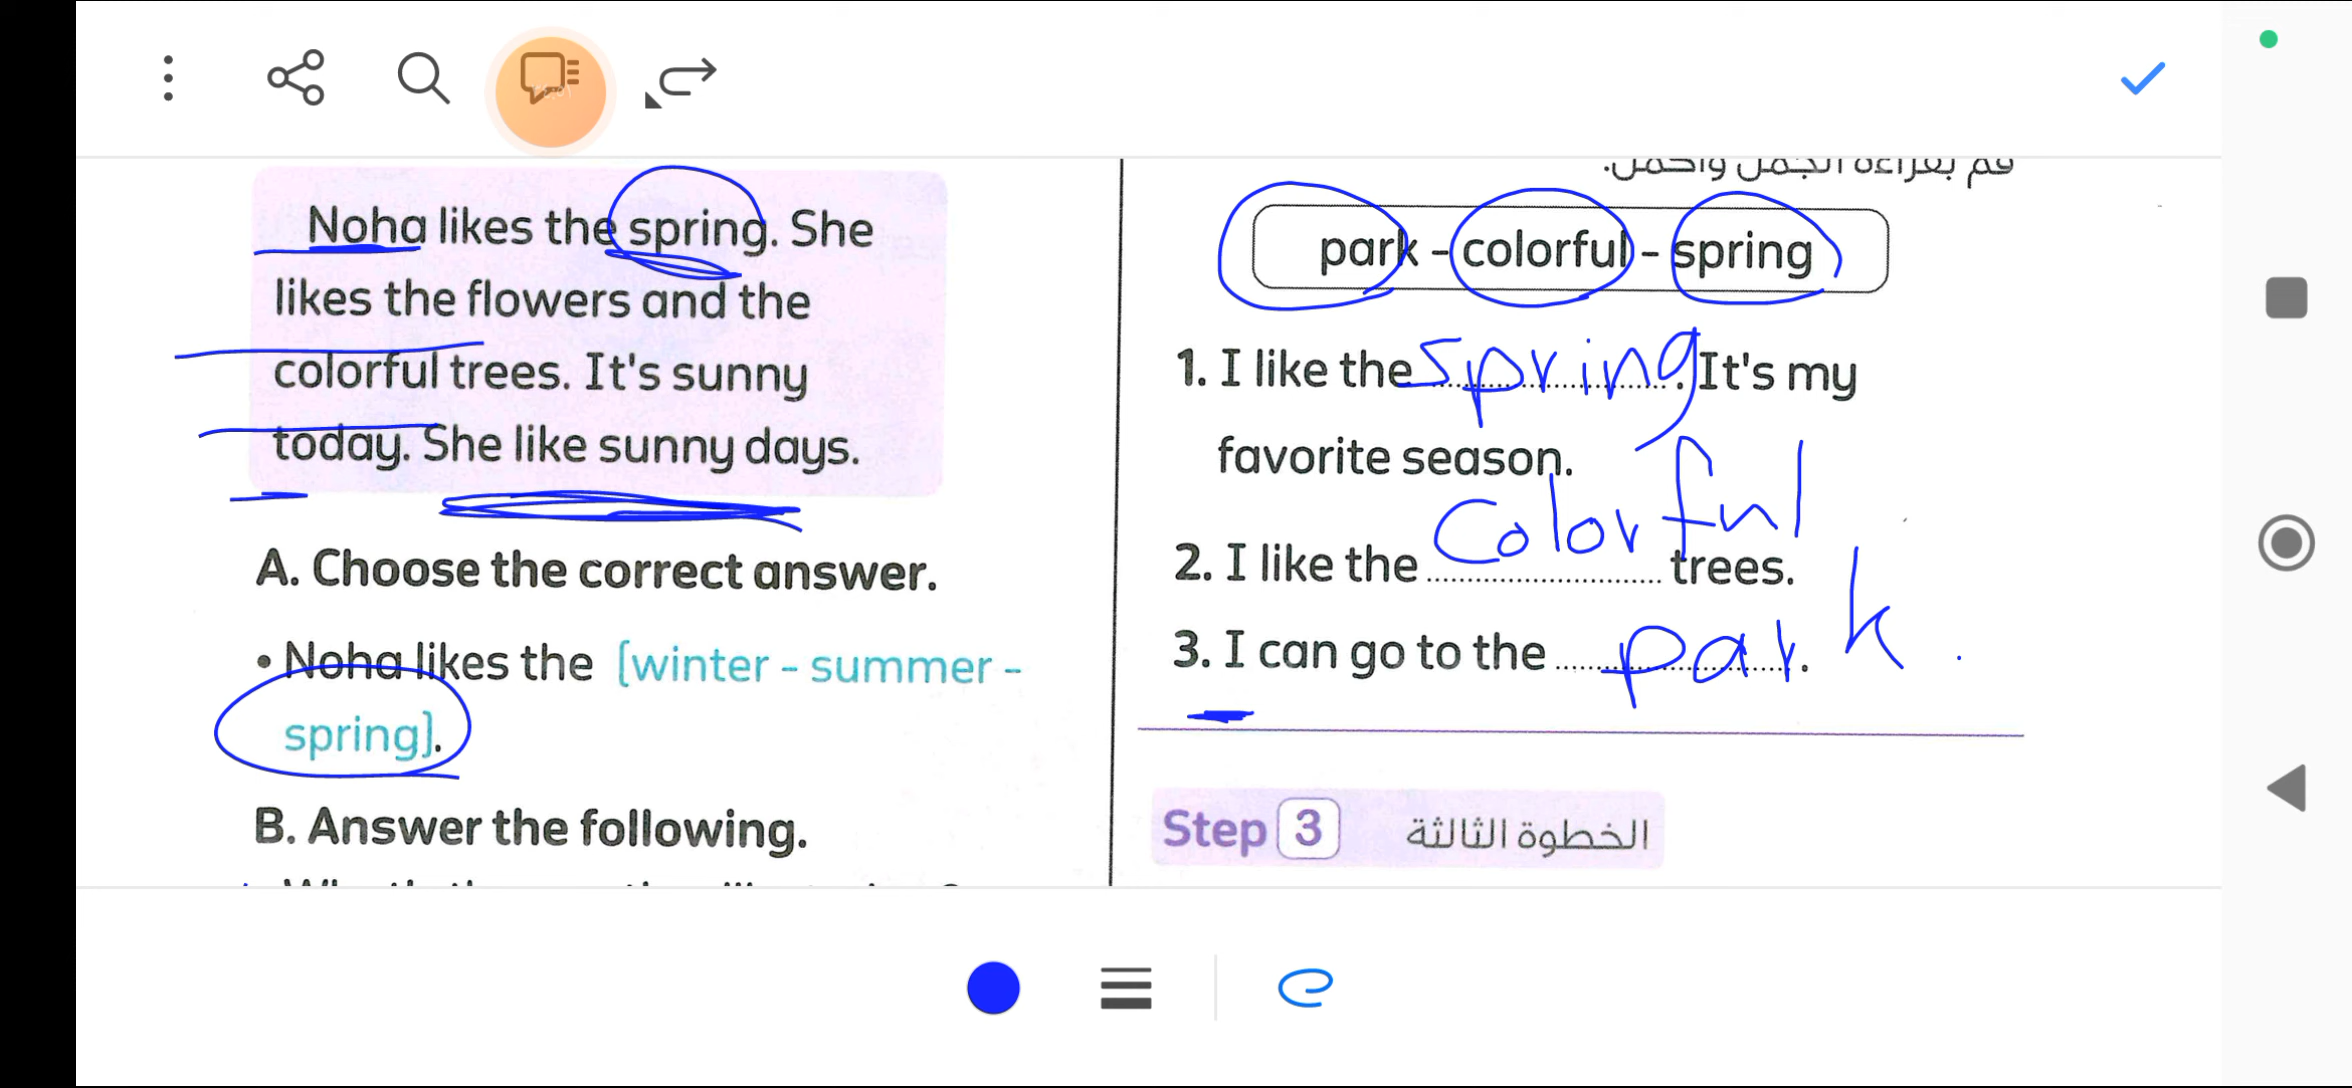 Noha likes the spring. She
likes the flowers and the
colorful trees. It's sunny
today. She like sunny days.
A. Choose the correct answer.
• Noha likes the [winter - summer -
spring].
B. Answer the following.
قم بقراءة الجمل وأكمل.
park - colorful - spring
1. I like the spring. It's my
favorite season.
2. I like the colorful trees.
3. I can go to the park.
Step 3 الخطوة الثالثة